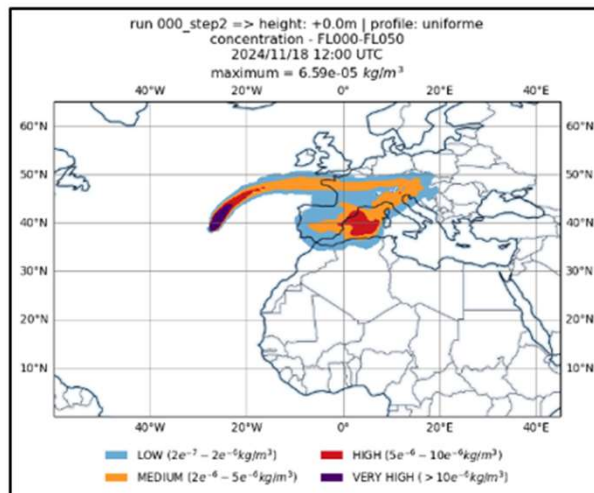 run 000_step2 => height: +0.0m | profile: uniforme
concentration - FL000-FL050
2024/11/18 12:00 UTC
maximum = 6.59e-05 kg/m³
40°W 20°W 0°E 20°E 40°E
60°N 60°N
50°N 50°N
40°N 40°N
30°N 30°N
20°N 20°N
10°N 10°N
40°W 20°W 0°E 20°E 40°E
LOW (2e⁻⁷ − 2e⁻⁶kg/m³) HIGH (5e⁻⁶ − 10e⁻⁶kg/m³)
MEDIUM (2e⁻⁶ − 5e⁻⁶kg/m³) VERY HIGH (>10e⁻⁶kg/m³)